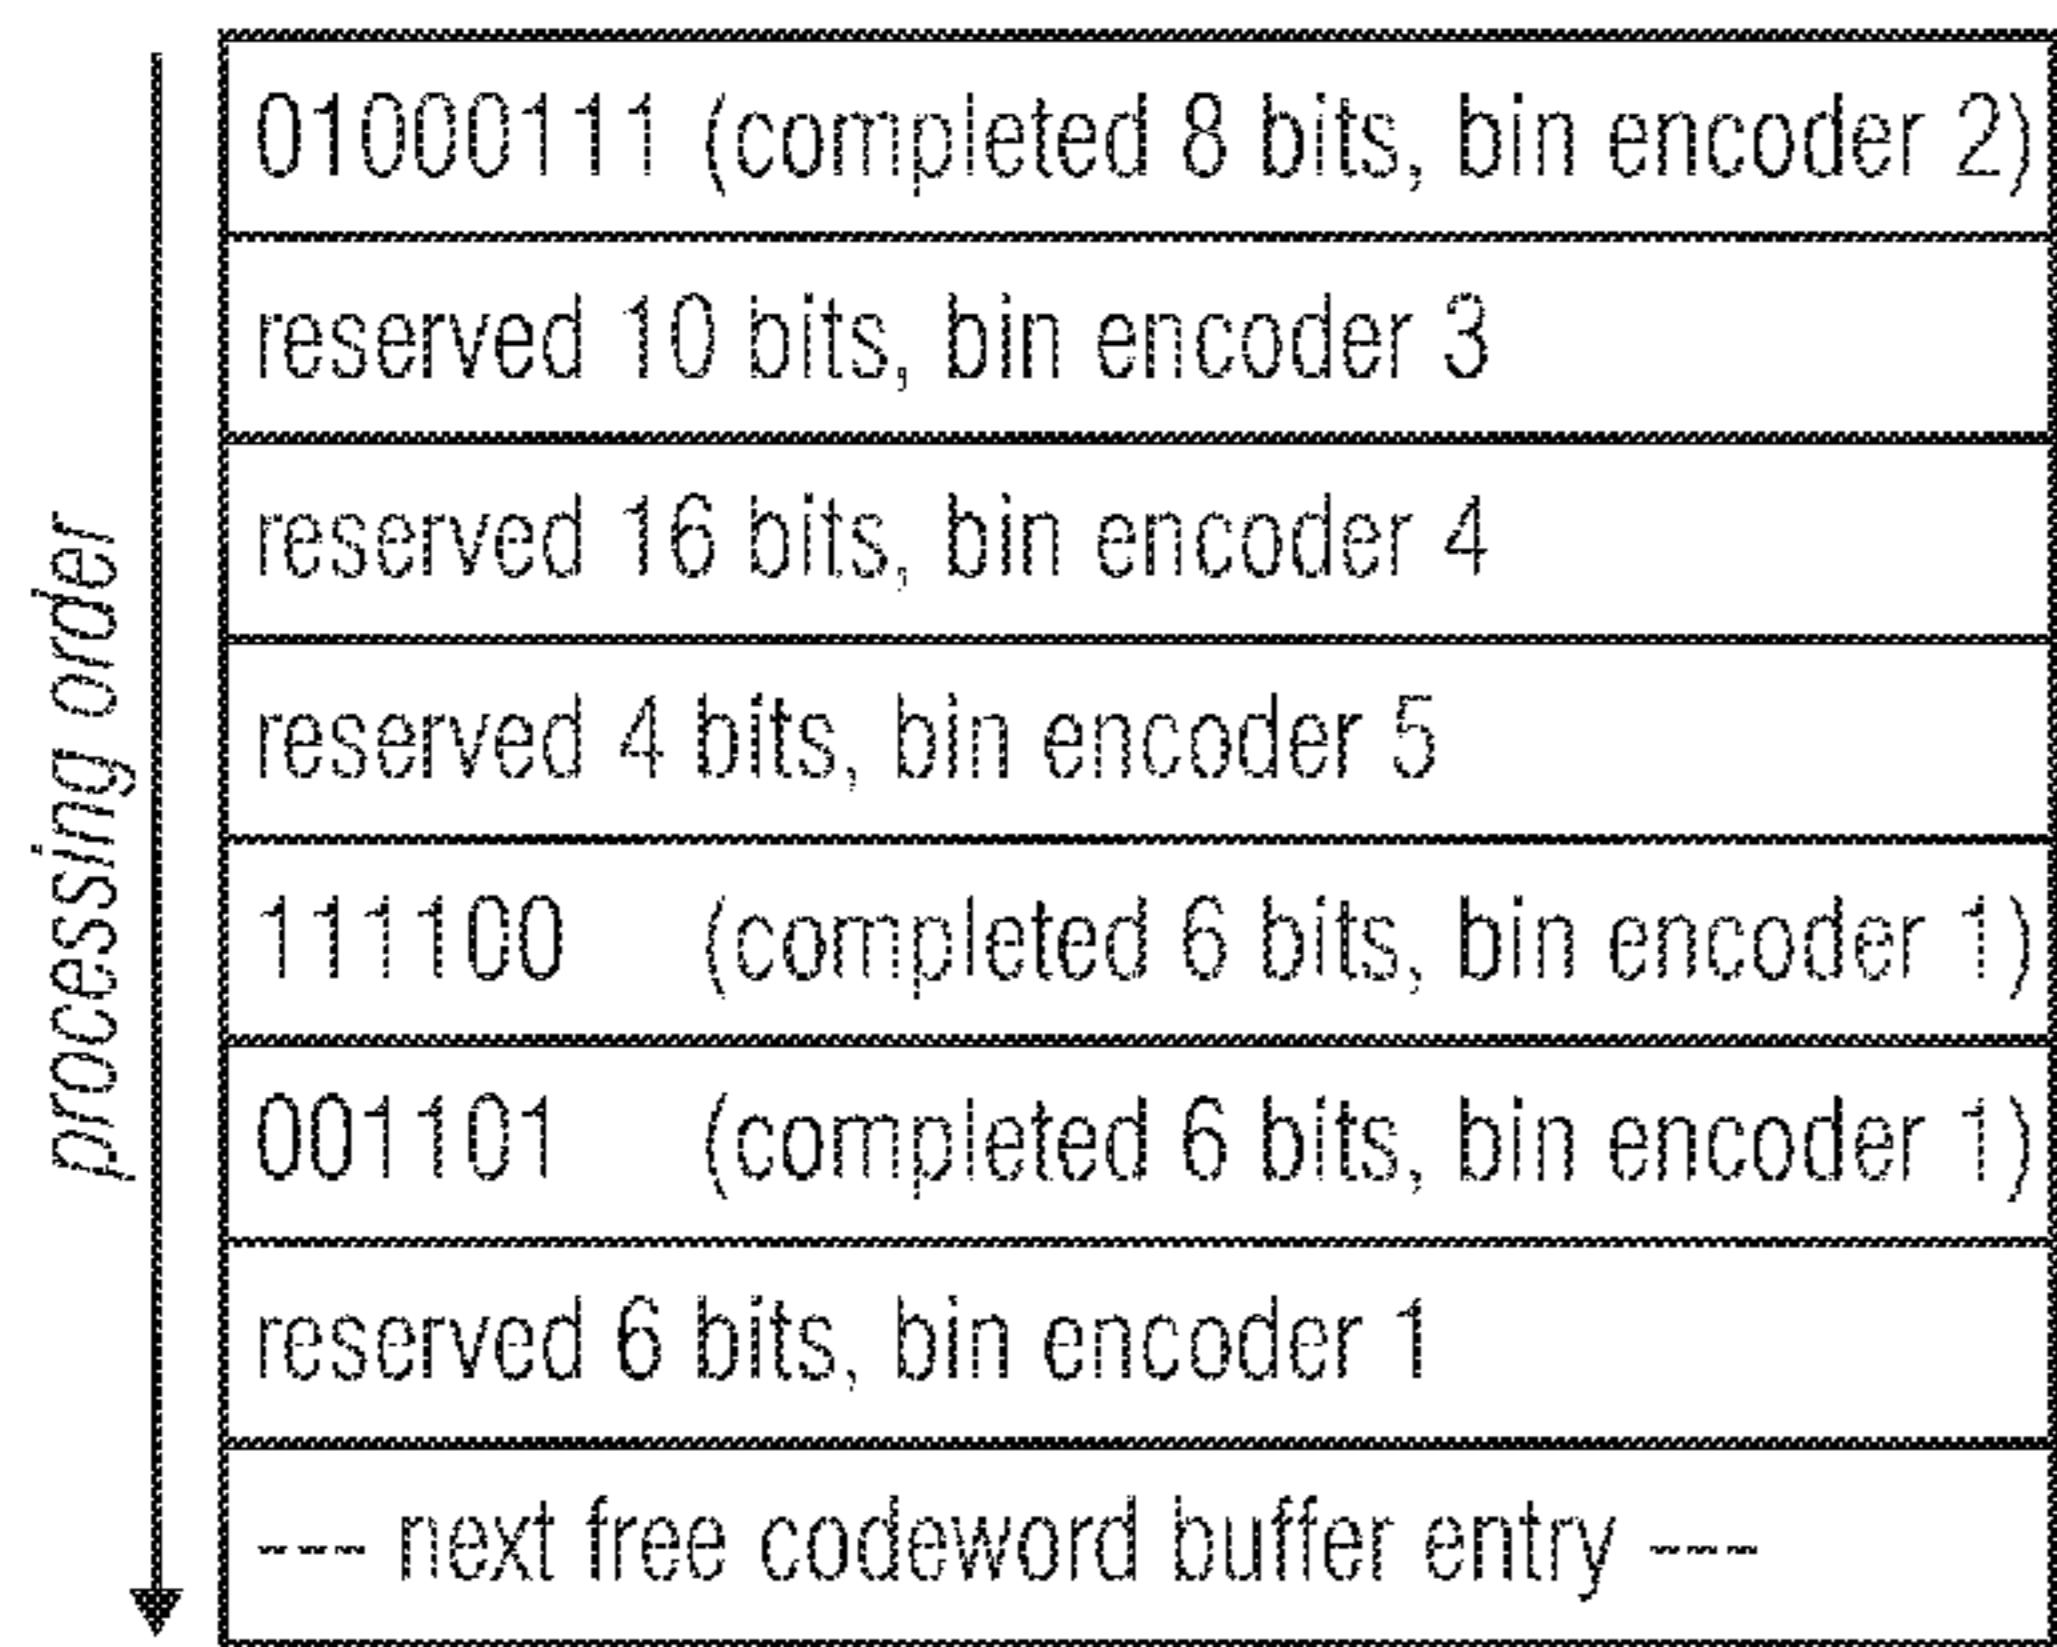 processing order
01000111 (completed 8 bits, bin encoder 2)
reserved 10 bits, bin encoder 3
reserved 16 bits, bin encoder 4
reserved 4 bits, bin encoder 5
111100 (completed 6 bits, bin encoder 1)
001101 (completed 6 bits, bin encoder 1)
reserved 6 bits, bin encoder 1
--- next free codeword buffer entry ---